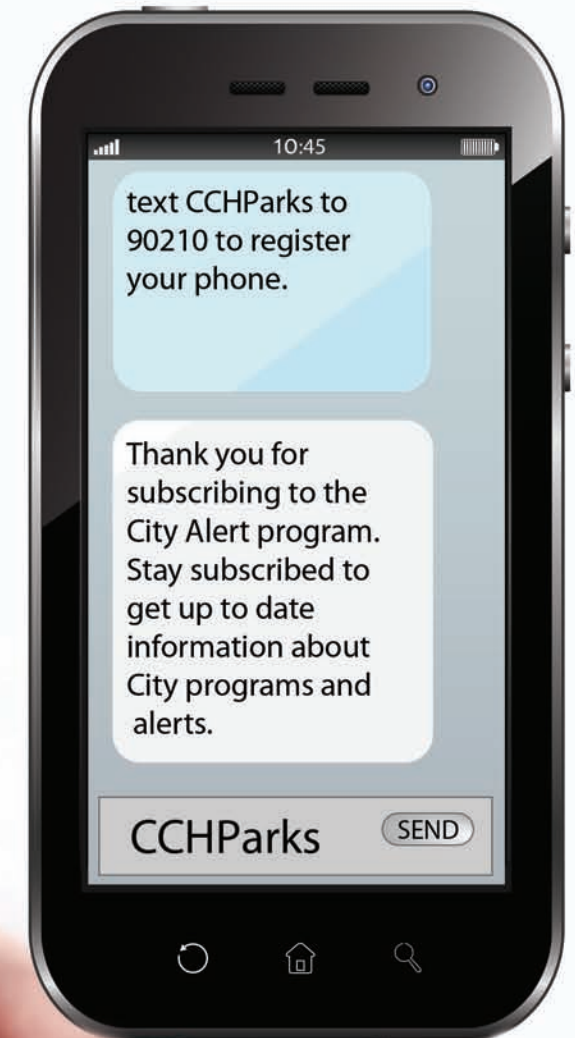 10:45
text CCHParks to
90210 to register
your phone.
Thank you for
subscribing to the
City Alert program.
Stay subscribed to
get up to date
information about
City programs and
alerts.
CCHParks
SEND